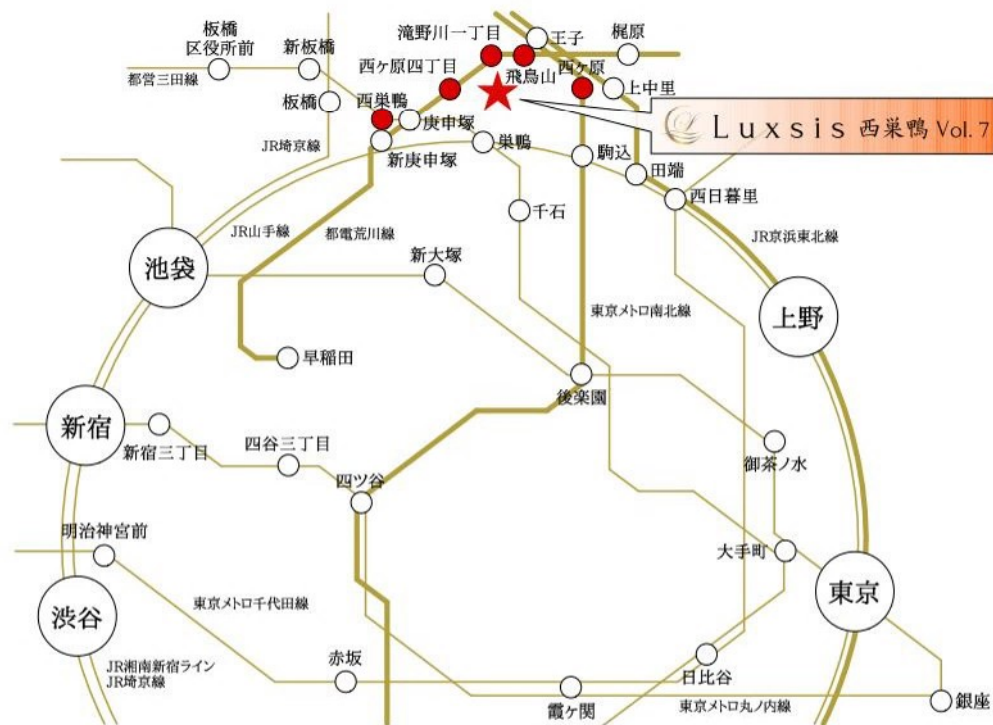 板橋
区役所前
新板橋
滝野川一丁目
王子
梶原
都営三田線
西ヶ原四丁目
飛鳥山
西ヶ原
上中里
板橋
西巣鴨
庚申塚
Luxsis 西巣鴨 Vol. 7
JR埼京線
新庚申塚
巣鴨
駒込
田端
西日暮里
千石
JR山手線
都電荒川線
JR京浜東北線
池袋
新大塚
東京メトロ南北線
上野
早稲田
後楽園
新宿
新宿三丁目
四谷三丁目
御茶ノ水
四ツ谷
明治神宮前
大手町
東京メトロ千代田線
東京
渋谷
JR湘南新宿ライン
JR埼京線
赤坂
日比谷
霞ヶ関
東京メトロ丸ノ内線
銀座